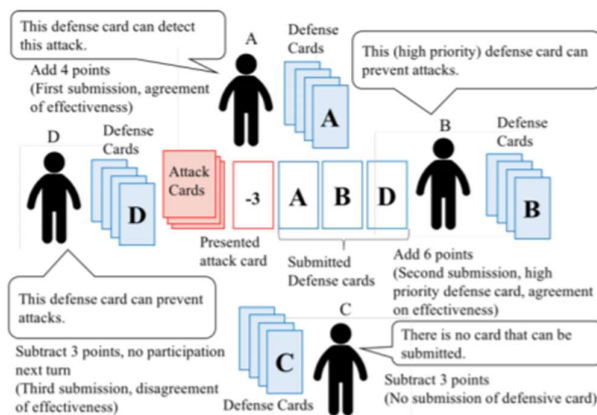 This defense card can detect
this attack.
Add 4 points
(First submission, agreement
of effectiveness)
A
Defense
Cards
A
This (high priority) defense card can
prevent attacks.
D
Defense
Cards
D
Attack
Cards
-3
A
B
D
B
Defense
Cards
B
Presented
attack card
Submitted
Defense cards
Add 6 points
(Second submission, high
priority defense card, agreement
on effectiveness)
This defense card can prevent
attacks.
Subtract 3 points, no participation
next turn
(Third submission, disagreement
of effectiveness)
C
Defense Cards
C
There is no card that can be
submitted.
Subtract 3 points
(No submission of defensive card)